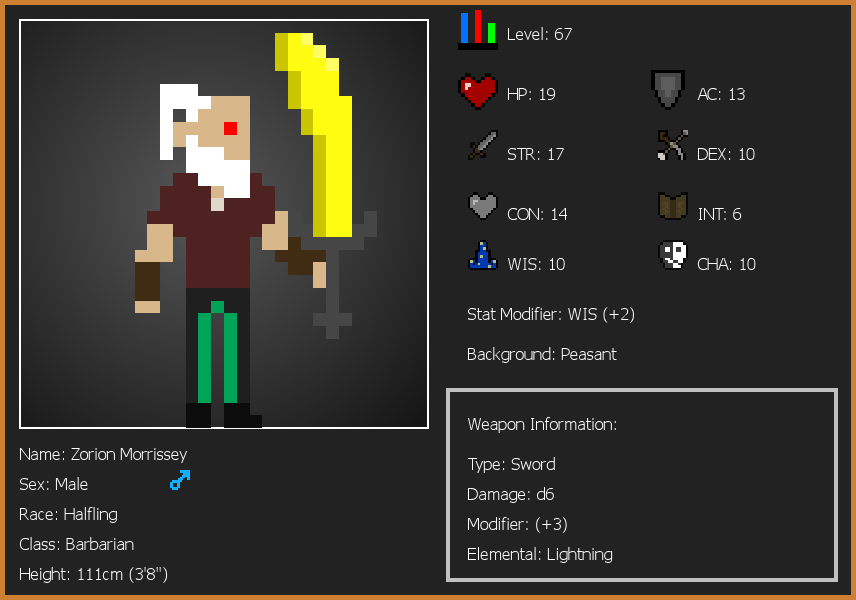 Level: 67
HP: 19
AC: 13
STR: 17
DEX: 10
CON: 14
INT: 6
WIS: 10
CHA: 10
Stat Modifier: WIS (+2)
Background: Peasant
Name: Zorion Morrissey
Sex: Male
Race: Halfling
Class: Barbarian
Height: 111cm (3'8")
Weapon Information:
Type: Sword
Damage: d6
Modifier: (+3)
Elemental: Lightning